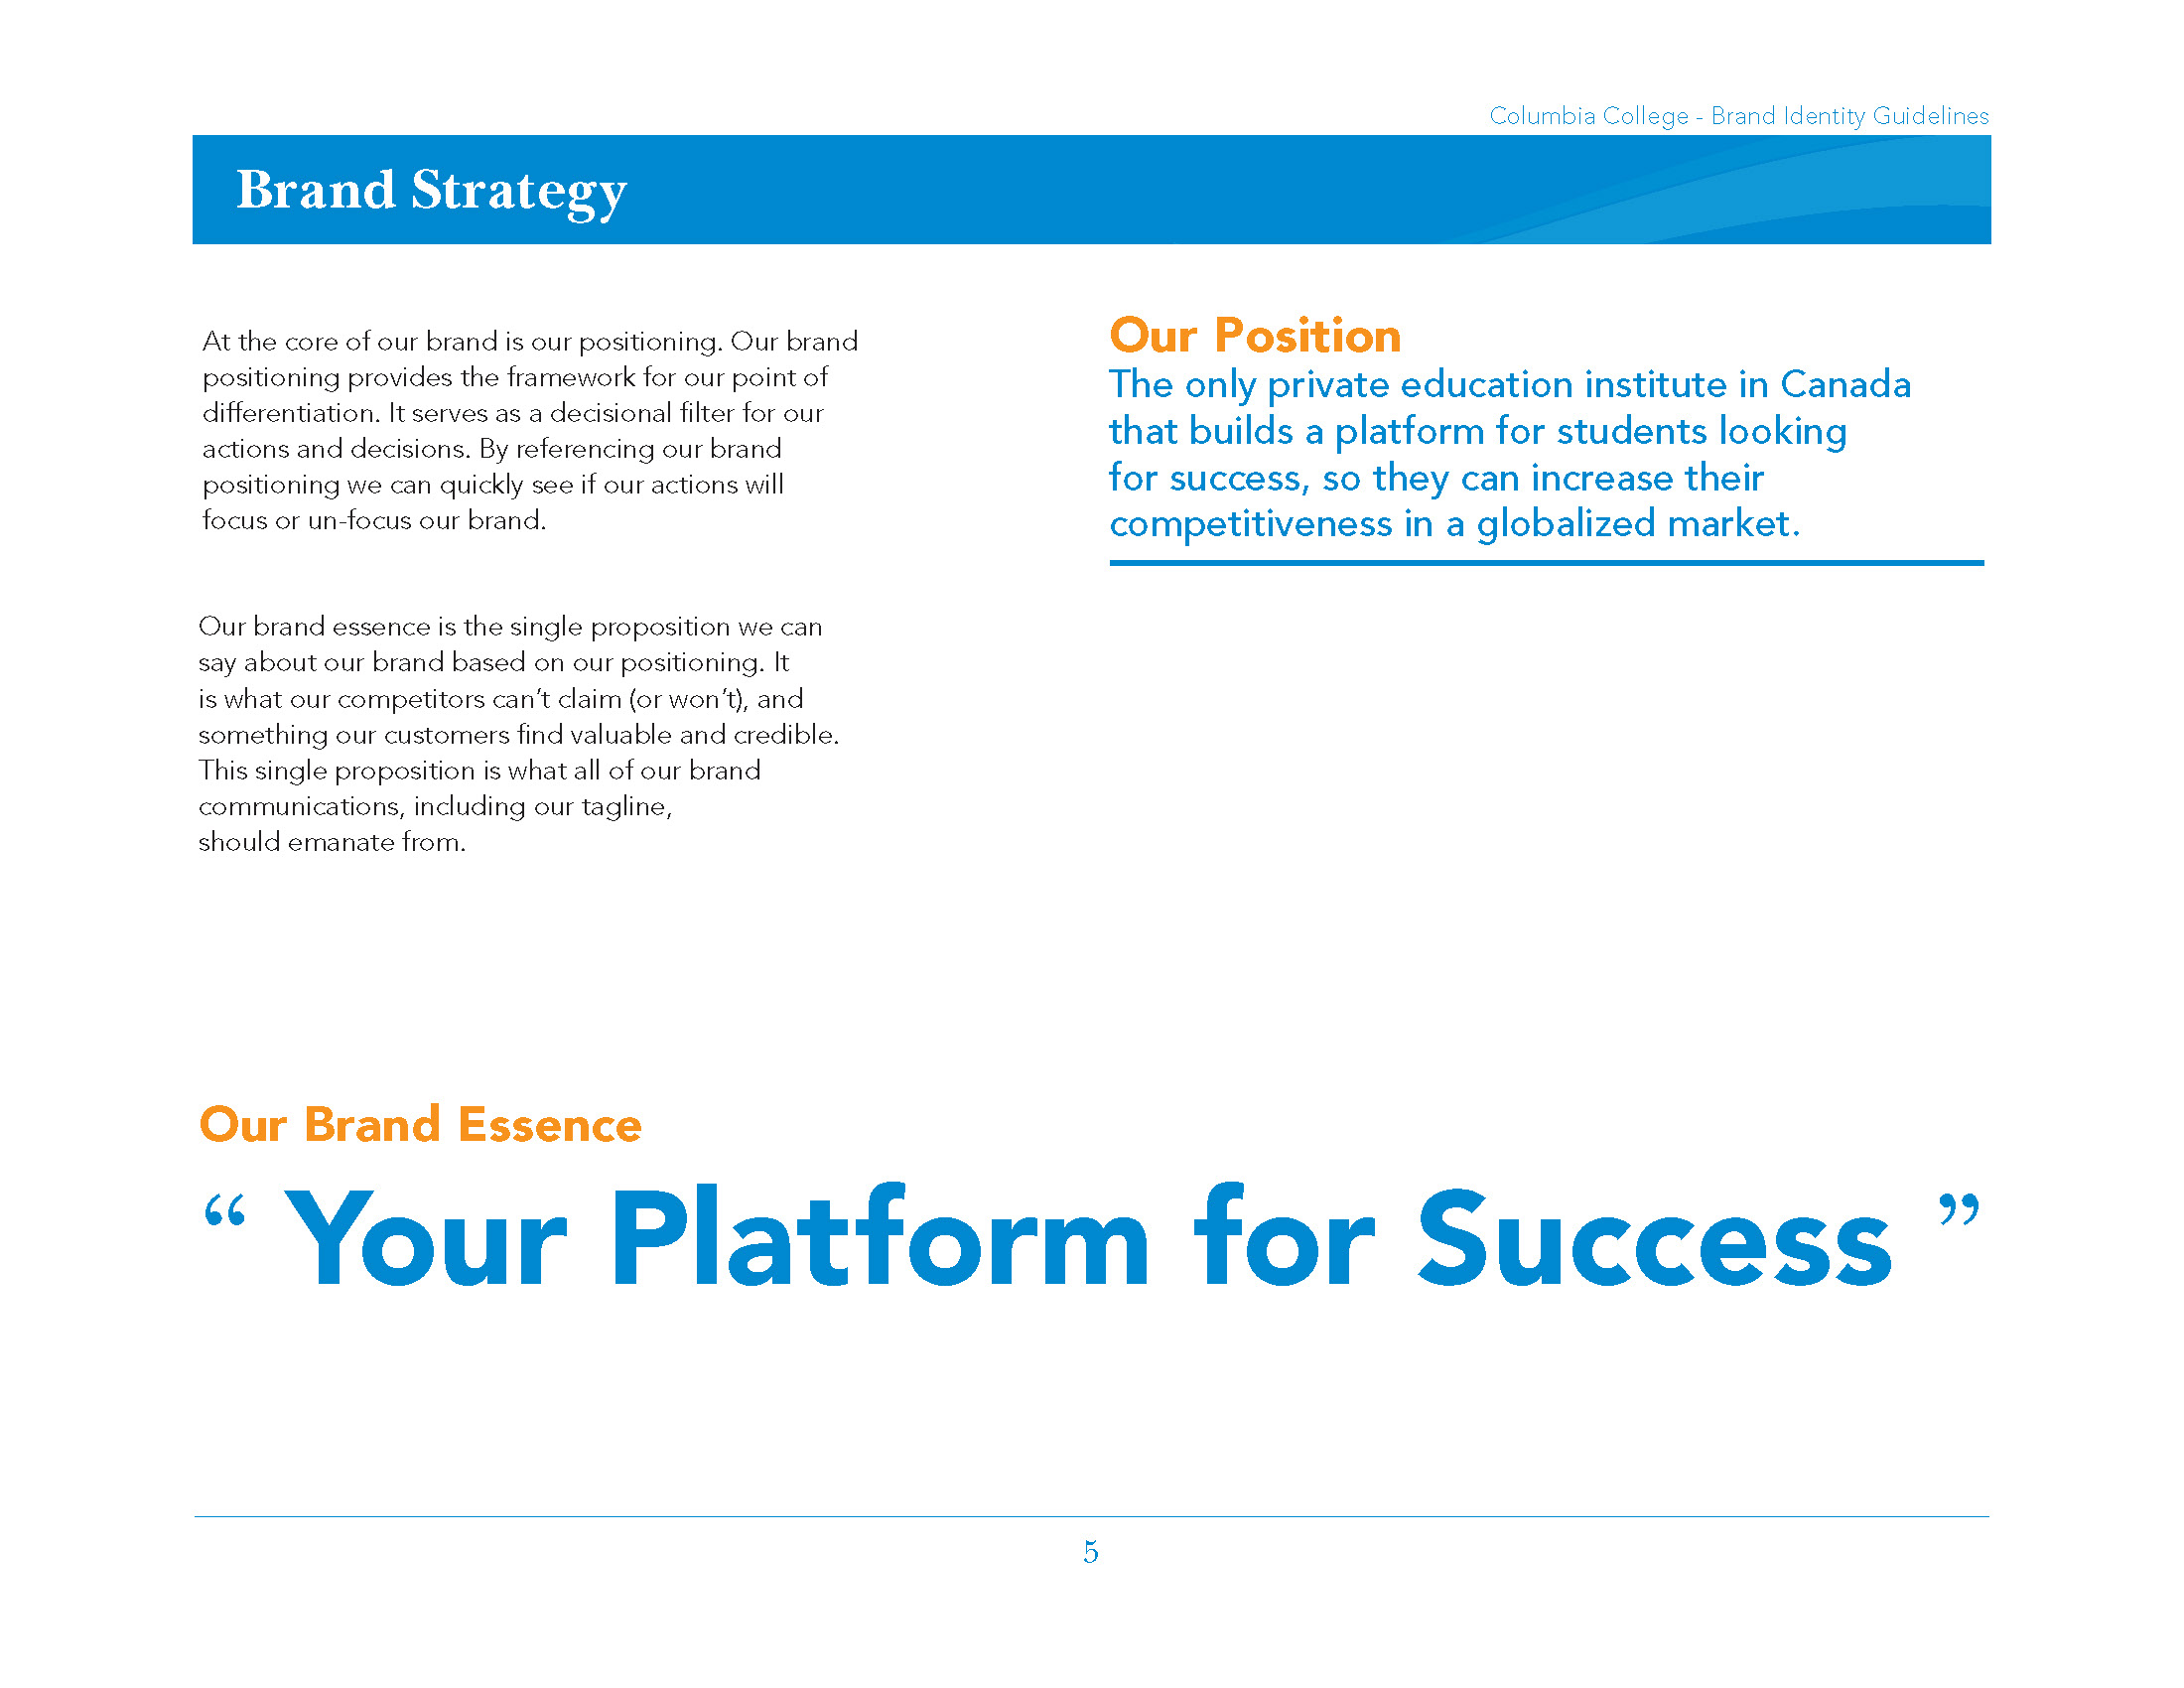 Columbia College - Brand Identity Guidelines
Brand Strategy
At the core of our brand is our positioning. Our brand
positioning provides the framework for our point of
differentiation. It serves as a decisional filter for our
actions and decisions. By referencing our brand
positioning we can quickly see if our actions will
focus or un-focus our brand.
Our brand essence is the single proposition we can
say about our brand based on our positioning. It
is what our competitors can’t claim (or won’t), and
something our customers find valuable and credible.
This single proposition is what all of our brand
communications, including our tagline,
should emanate from.
Our Position
The only private education institute in Canada
that builds a platform for students looking
for success, so they can increase their
competitiveness in a globalized market.
Our Brand Essence
“ Your Platform for Success ”
5